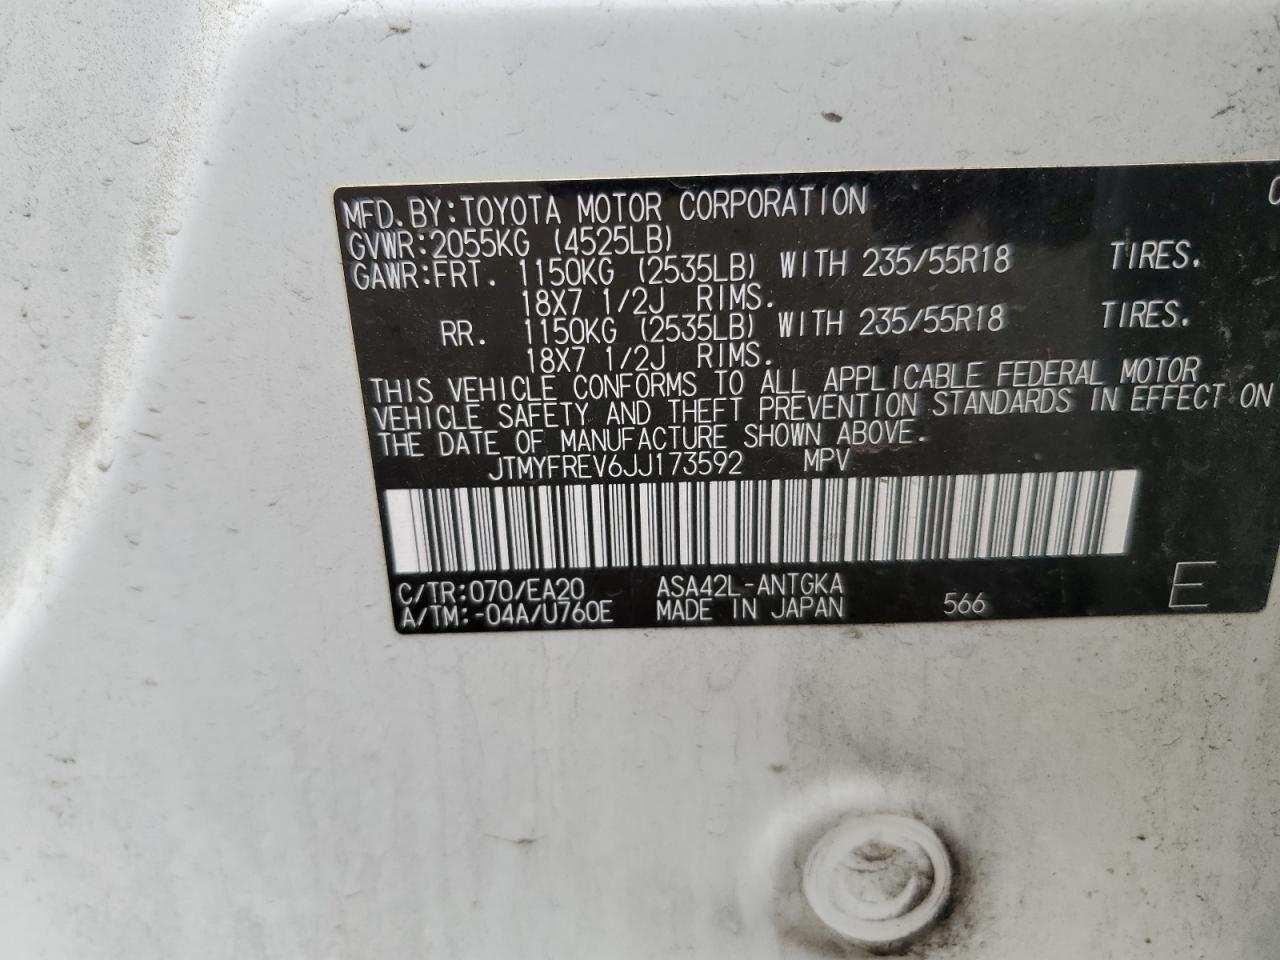 MFD. BY: TOYOTA MOTOR CORPORATION
GVWR: 2055KG (4525LB)
GAWR: FRT. 1150KG (2535LB) WITH 235/55R18 TIRES.
18X7 1/2J RIMS.
RR. 1150KG (2535LB) WITH 235/55R18 TIRES.
18X7 1/2J RIMS.
THIS VEHICLE CONFORMS TO ALL APPLICABLE FEDERAL MOTOR
VEHICLE SAFETY AND THEFT PREVENTION STANDARDS IN EFFECT ON
THE DATE OF MANUFACTURE SHOWN ABOVE.
JTMYFREV6JJ173592 MPV
C/TR: 070/EA20 ASA42L-ANTGKA
A/TM: -04A/U760E MADE IN JAPAN 566 E